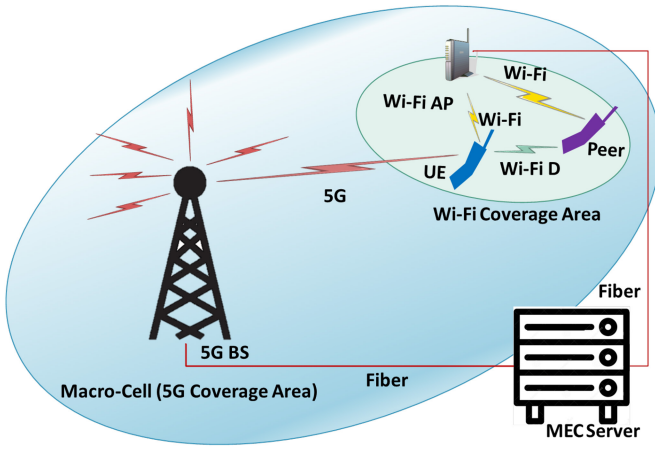 Wi-Fi
Wi-Fi AP
Wi-Fi
Peer
UE
Wi-Fi D
5G
Wi-Fi Coverage Area
Fiber
5G BS
Fiber
Macro-Cell (5G Coverage Area)
MEC Server